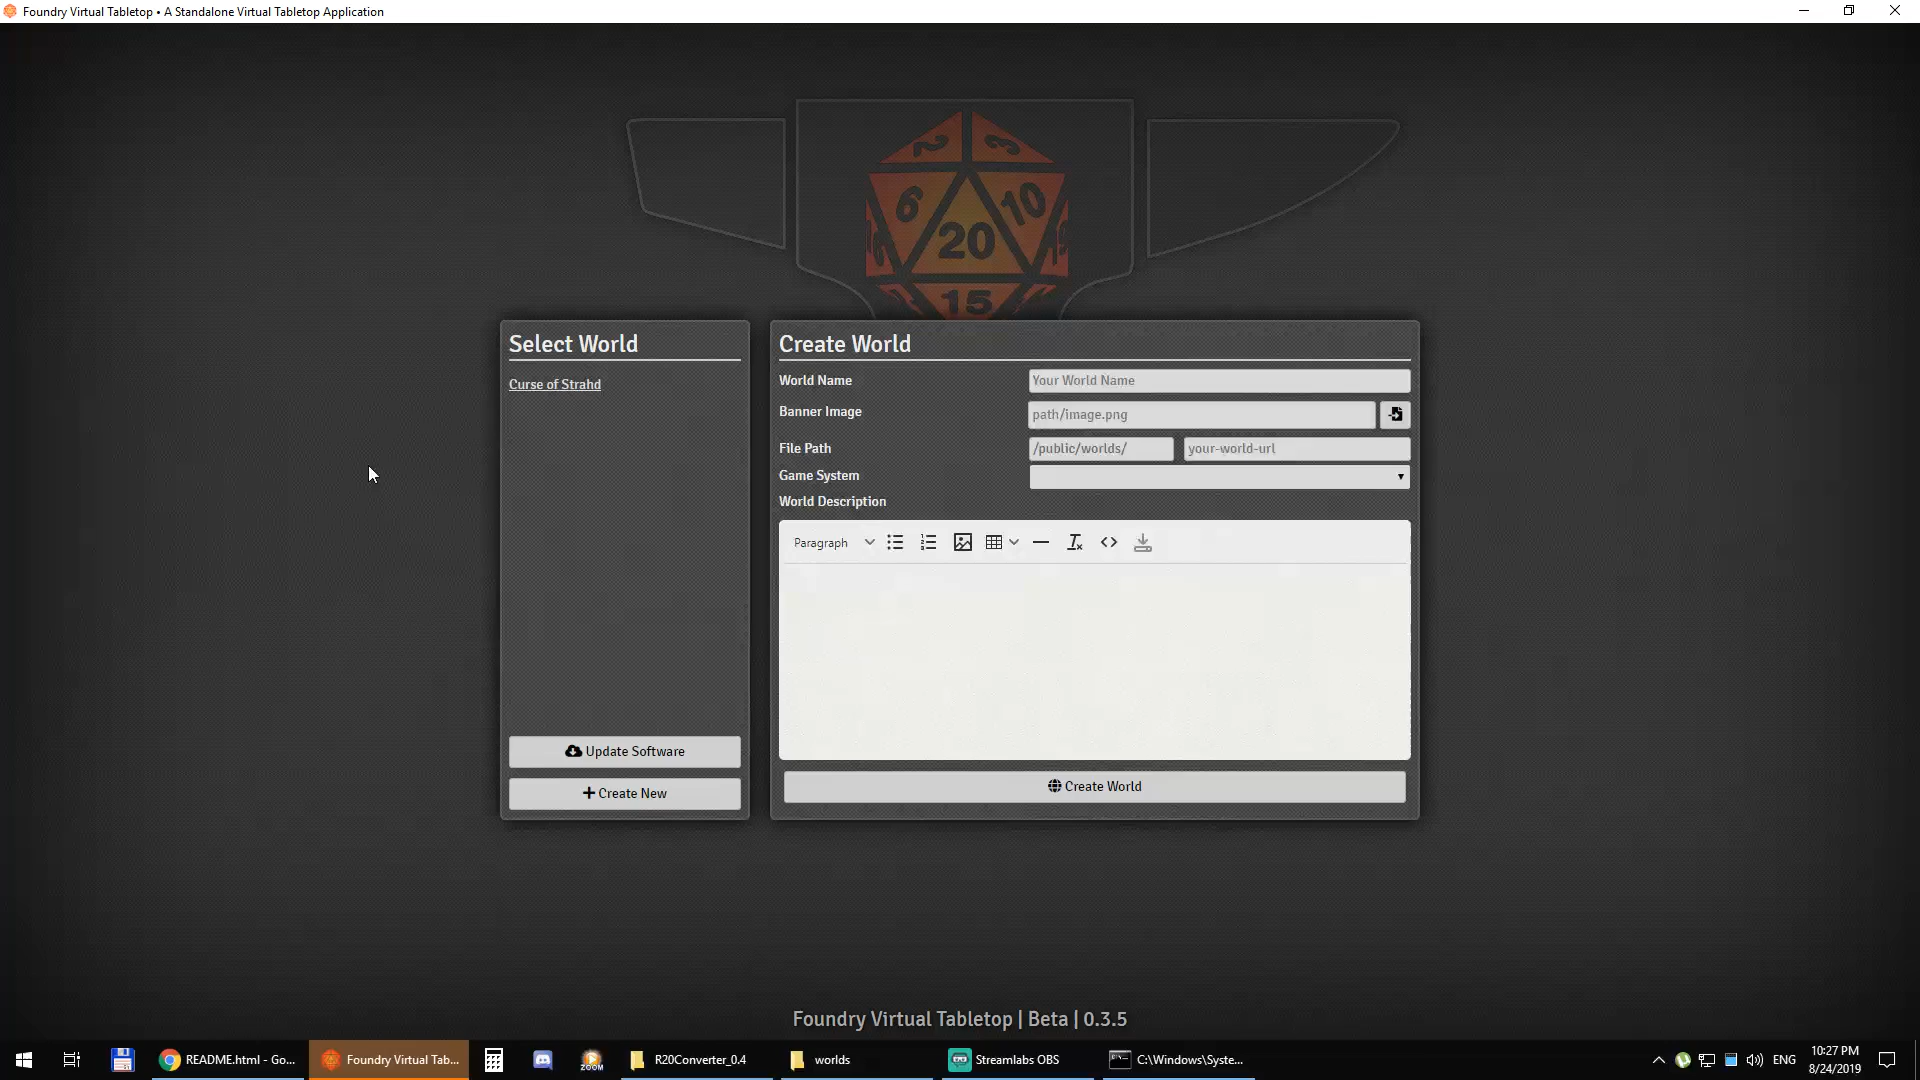 Foundry Virtual Tabletop • A Standalone Virtual Tabletop Application
2 3
6 10
20
15
Select World
Curse of Strahd
Update Software
Create New
Create World
World Name
Your World Name
Banner Image
path/image.png
File Path
/public/worlds/
your-world-url
Game System
World Description
Paragraph
Create World
Foundry Virtual Tabletop | Beta | 0.3.5
README.html - Go...
Foundry Virtual Tab...
ZOOM
R20Converter_0.4
worlds
Streamlabs OBS
C:\Windows\Syste...
ENG
10:27 PM
8/24/2019